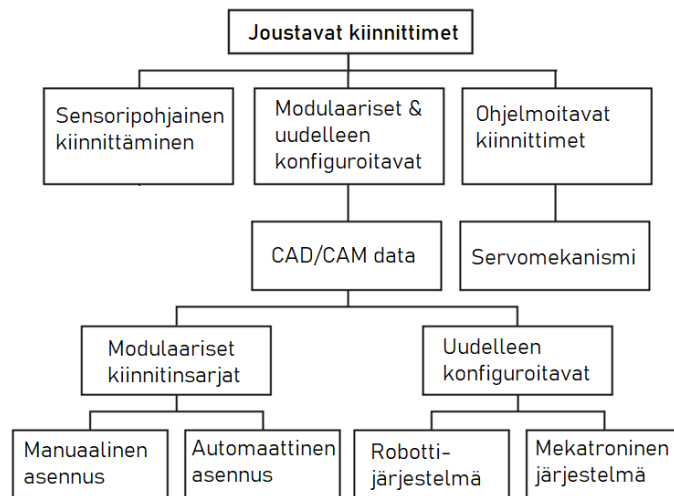 Joustavat kiinnittimet
Sensoripohjainen
kiinnittäminen
Modulaariset &
uudelleen
konfiguroitavat
Ohjelmoitavat
kiinnittimet
CAD/CAM data
Servomekanismi
Modulaariset
kiinnitinsarjat
Uudelleen
konfiguroitavat
Manuaalinen
asennus
Automaattinen
asennus
Robotti-
järjestelmä
Mekatroninen
järjestelmä